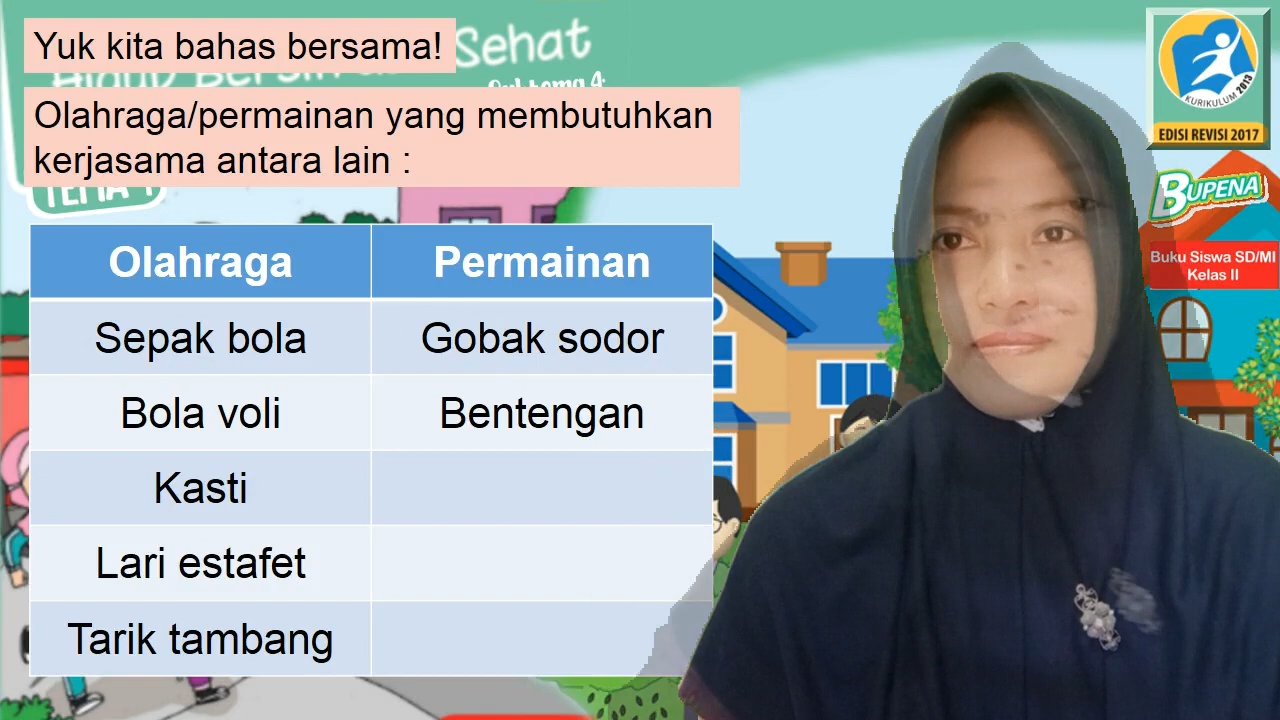 Yuk kita bahas bersama!
Sehat
Olahraga/permainan yang membutuhkan
kerjasama antara lain :
TEMA
Olahraga Permainan
Sepak bola Gobak sodor
Bola voli Bentengan
Kasti
Lari estafet
Tarik tambang
KURIKULUM 2013
EDISI REVISI 2017
BUPENA
Buku Siswa SD/MI
Kelas II